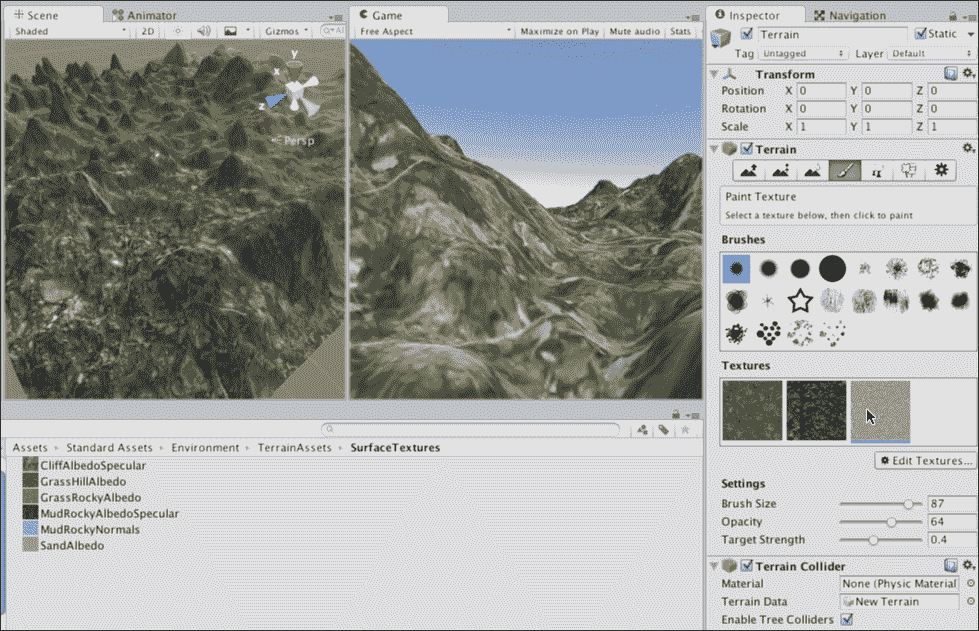 Scene
Animator
Shaded
2D
Gizmos
All
y
x
z
Persp
Game
Free Aspect
Maximize on Play
Mute audio
Stats
Assets
Standard Assets
Environment
TerrainAssets
SurfaceTextures
CliffAlbedoSpecular
GrassHillAlbedo
GrassRockyAlbedo
MudRockyAlbedoSpecular
MudRockyNormals
SandAlbedo
Inspector
Navigation
Terrain
Static
Tag Untagged
Layer Default
Transform
Position X 0 Y 0 Z 0
Rotation X 0 Y 0 Z 0
Scale X 1 Y 1 Z 1
Terrain
Paint Texture
Select a texture below, then click to paint
Brushes
Textures
Edit Textures...
Settings
Brush Size 87
Opacity 64
Target Strength 0.4
Terrain Collider
Material None (Physic Material
Terrain Data New Terrain
Enable Tree Colliders